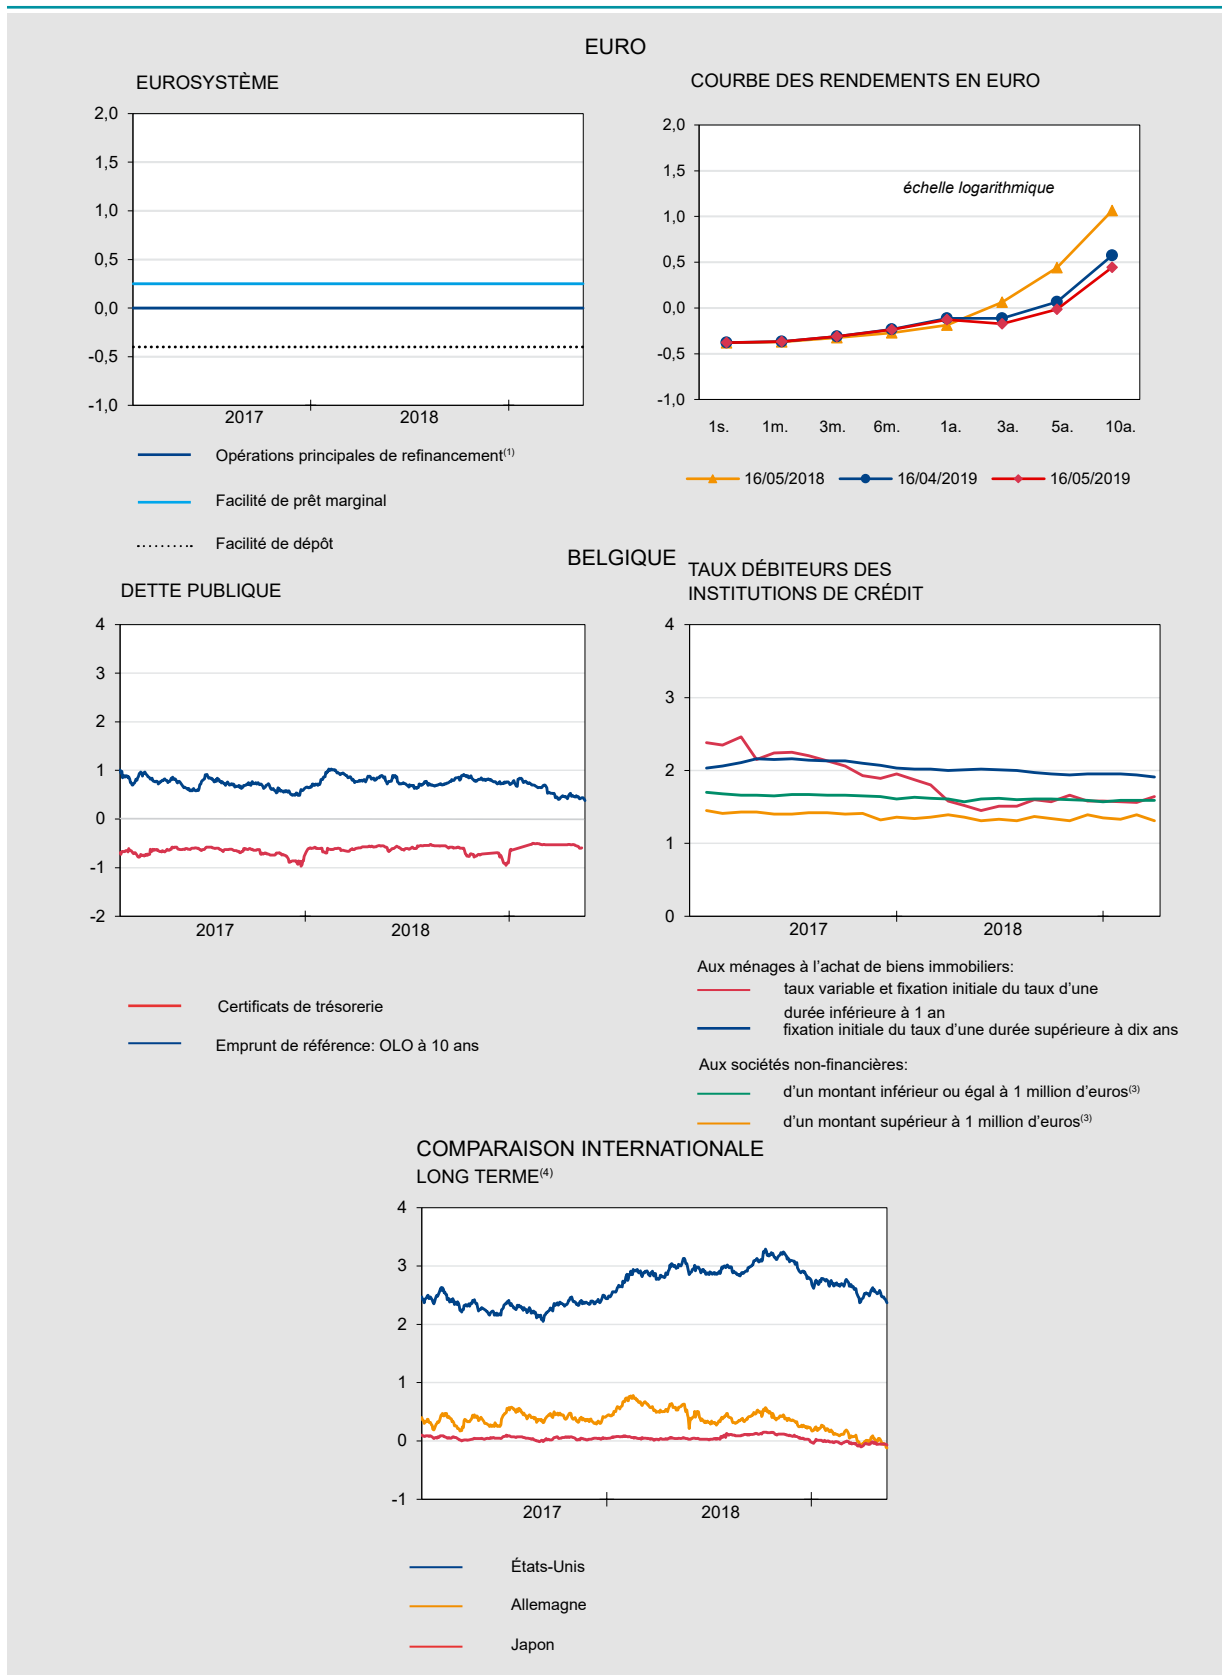 EURO
EUROSYSTÈME
2,0
1,5
1,0
0,5
0,0
-0,5
-1,0
2017 2018
Opérations principales de refinancement(1)
Facilité de prêt marginal
Facilité de dépôt
COURBE DES RENDEMENTS EN EURO
2,0
1,5
1,0
0,5
0,0
-0,5
-1,0
échelle logarithmique
1s. 1m. 3m. 6m. 1a. 3a. 5a. 10a.
16/05/2018 16/04/2019 16/05/2019
BELGIQUE
DETTE PUBLIQUE
4
3
2
1
0
-1
-2
2017 2018
Certificats de trésorerie
Emprunt de référence: OLO à 10 ans
TAUX DÉBITEURS DES
INSTITUTIONS DE CRÉDIT
4
3
2
1
0
2017 2018
Aux ménages à l’achat de biens immobiliers:
taux variable et fixation initiale du taux d’une
durée inférieure à 1 an
fixation initiale du taux d’une durée supérieure à dix ans
Aux sociétés non-financières:
d’un montant inférieur ou égal à 1 million d’euros(3)
d’un montant supérieur à 1 million d’euros(3)
COMPARAISON INTERNATIONALE
LONG TERME(4)
4
3
2
1
0
-1
2017 2018
États-Unis
Allemagne
Japon